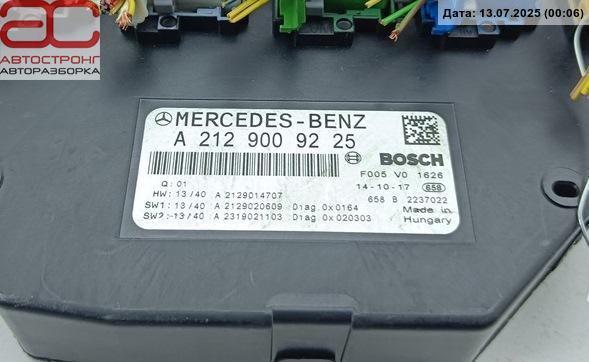 Дата: 13.07.2025 (00:06)
ac
АВТОСТРОНГ
АВТОРАЗБОРКА
MERCEDES-BENZ
A 212 900 92 25
BOSCH
F005 V0 1626
Q: 01
14-10-17 658
HW: 13/40 A 2129014707
658 B 2237022
SW1: 13/40 A 2129020609 Diag.0x0164
Made in
SW2: 13/40 A 2319021103 Diag.0x020303
Hungary